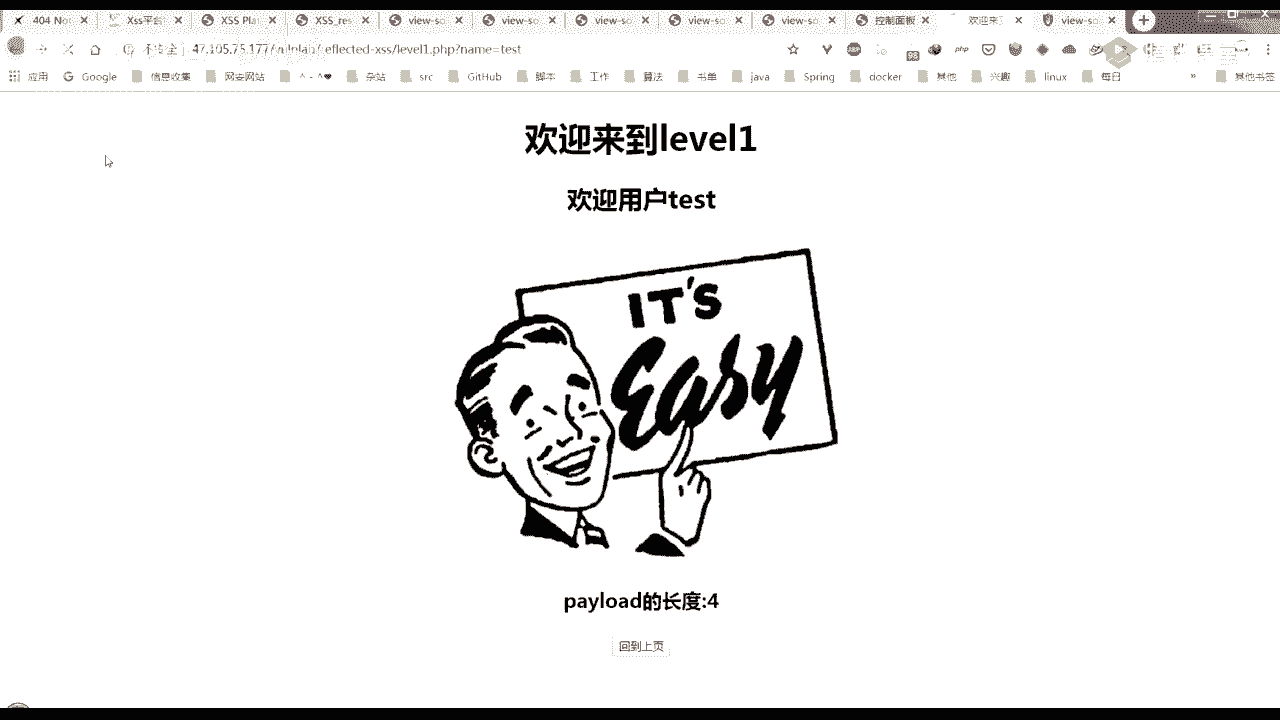 404 No
Xss平台
XSS Pl
XSS_res
view-so
view-so
view-so
view-so
view-so
控制面板
欢迎来
view-so
不安全
47.105.75.177/vulnlab/reflected-xss/level1.php?name=test
应用
Google
信息收集
网安网站
^ - ^❤
杂站
src
GitHub
脚本
工作
算法
书单
java
Spring
docker
其他
兴趣
linux
每日
»
其他书签
欢迎来到level1
欢迎用户test
IT'S
Easy
payload的长度:4
回到上页